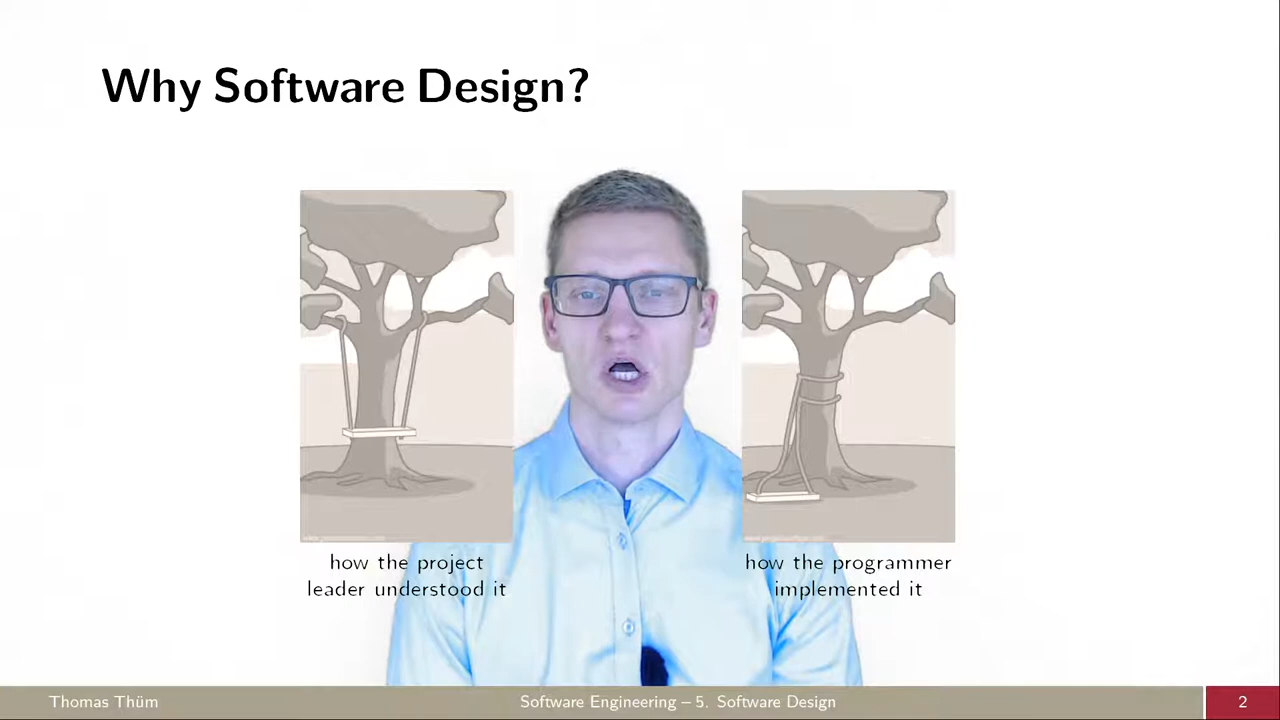 Why Software Design?
how the project
leader understood it
how the programmer
implemented it
Thomas Thüm
Software Engineering – 5. Software Design
2